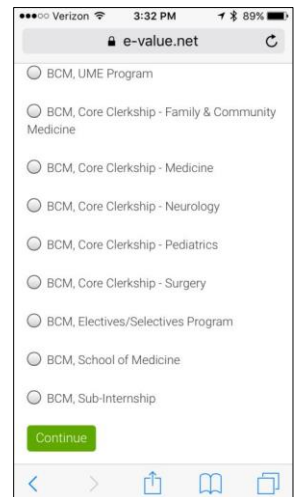 ●●●○○ Verizon 3:32 PM 89%
e-value.net
BCM, UME Program
BCM, Core Clerkship - Family & Community
Medicine
BCM, Core Clerkship - Medicine
BCM, Core Clerkship - Neurology
BCM, Core Clerkship - Pediatrics
BCM, Core Clerkship - Surgery
BCM, Electives/Selectives Program
BCM, School of Medicine
BCM, Sub-Internship
Continue